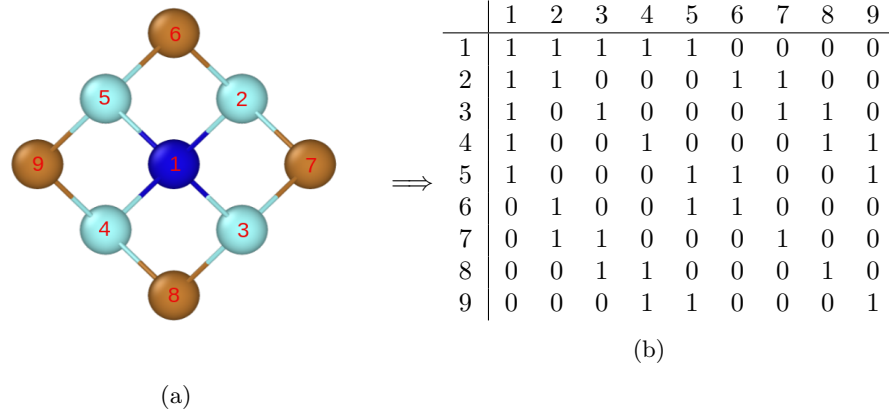 6
5 2
9 1 7
4 3
8
(a)
⟹
1 2 3 4 5 6 7 8 9
1 1 1 1 1 1 0 0 0 0
2 1 1 0 0 0 1 1 0 0
3 1 0 1 0 0 0 1 1 0
4 1 0 0 1 0 0 0 1 1
5 1 0 0 0 1 1 0 0 1
6 0 1 0 0 1 1 0 0 0
7 0 1 1 0 0 0 1 0 0
8 0 0 1 1 0 0 0 1 0
9 0 0 0 1 1 0 0 0 1
(b)